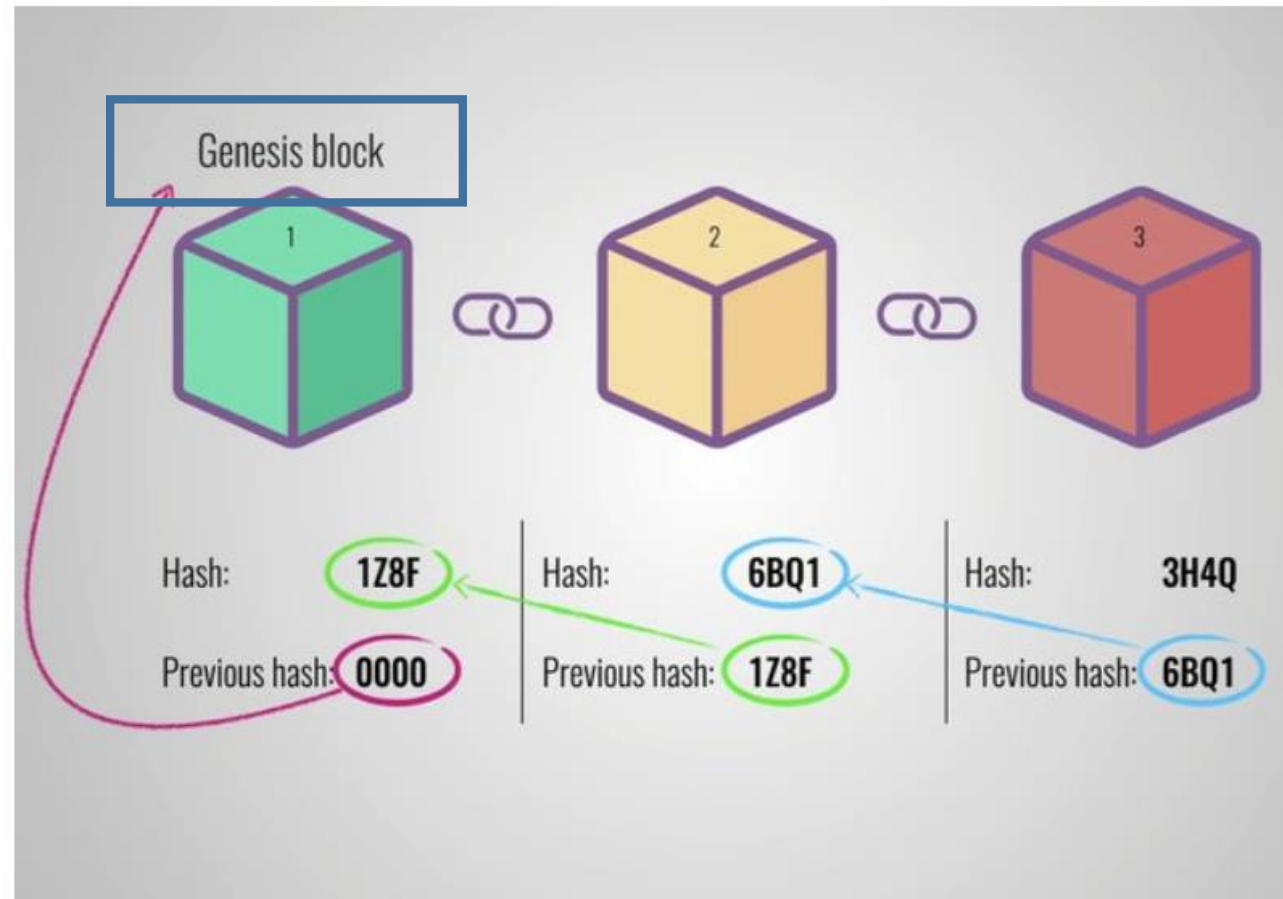 Genesis block
1
2
3
Hash: 1Z8F
Previous hash: 0000
Hash: 6BQ1
Previous hash: 1Z8F
Hash: 3H4Q
Previous hash: 6BQ1